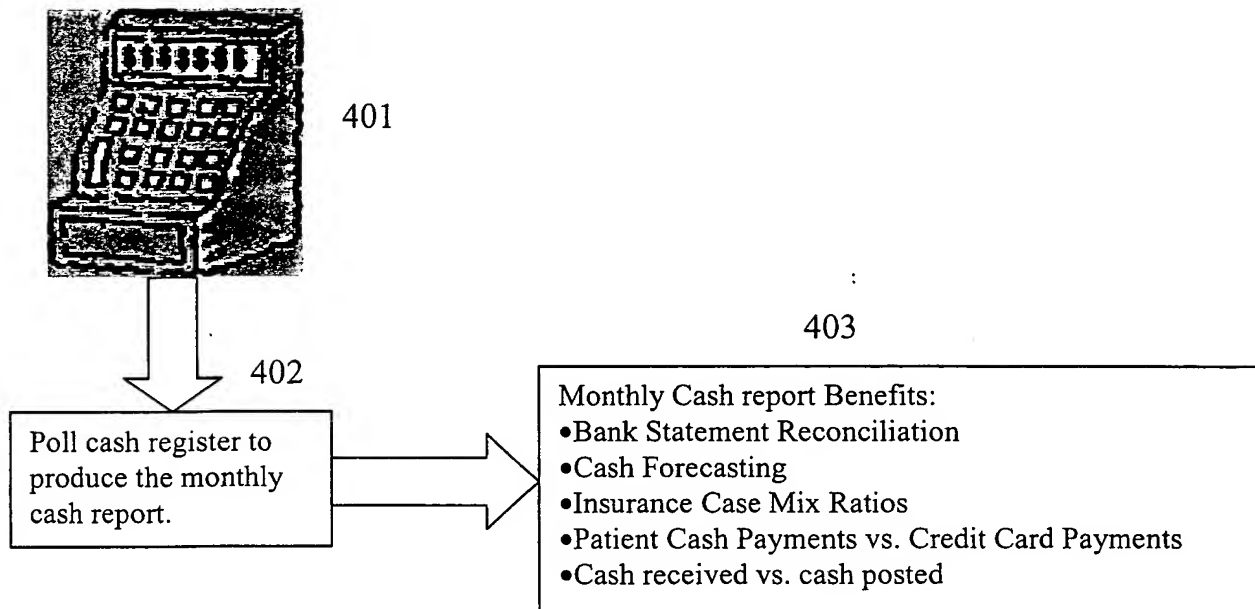 $$$$$$$
401
402
Poll cash register to
produce the monthly
cash report.
403
Monthly Cash report Benefits:
•Bank Statement Reconciliation
•Cash Forecasting
•Insurance Case Mix Ratios
•Patient Cash Payments vs. Credit Card Payments
•Cash received vs. cash posted